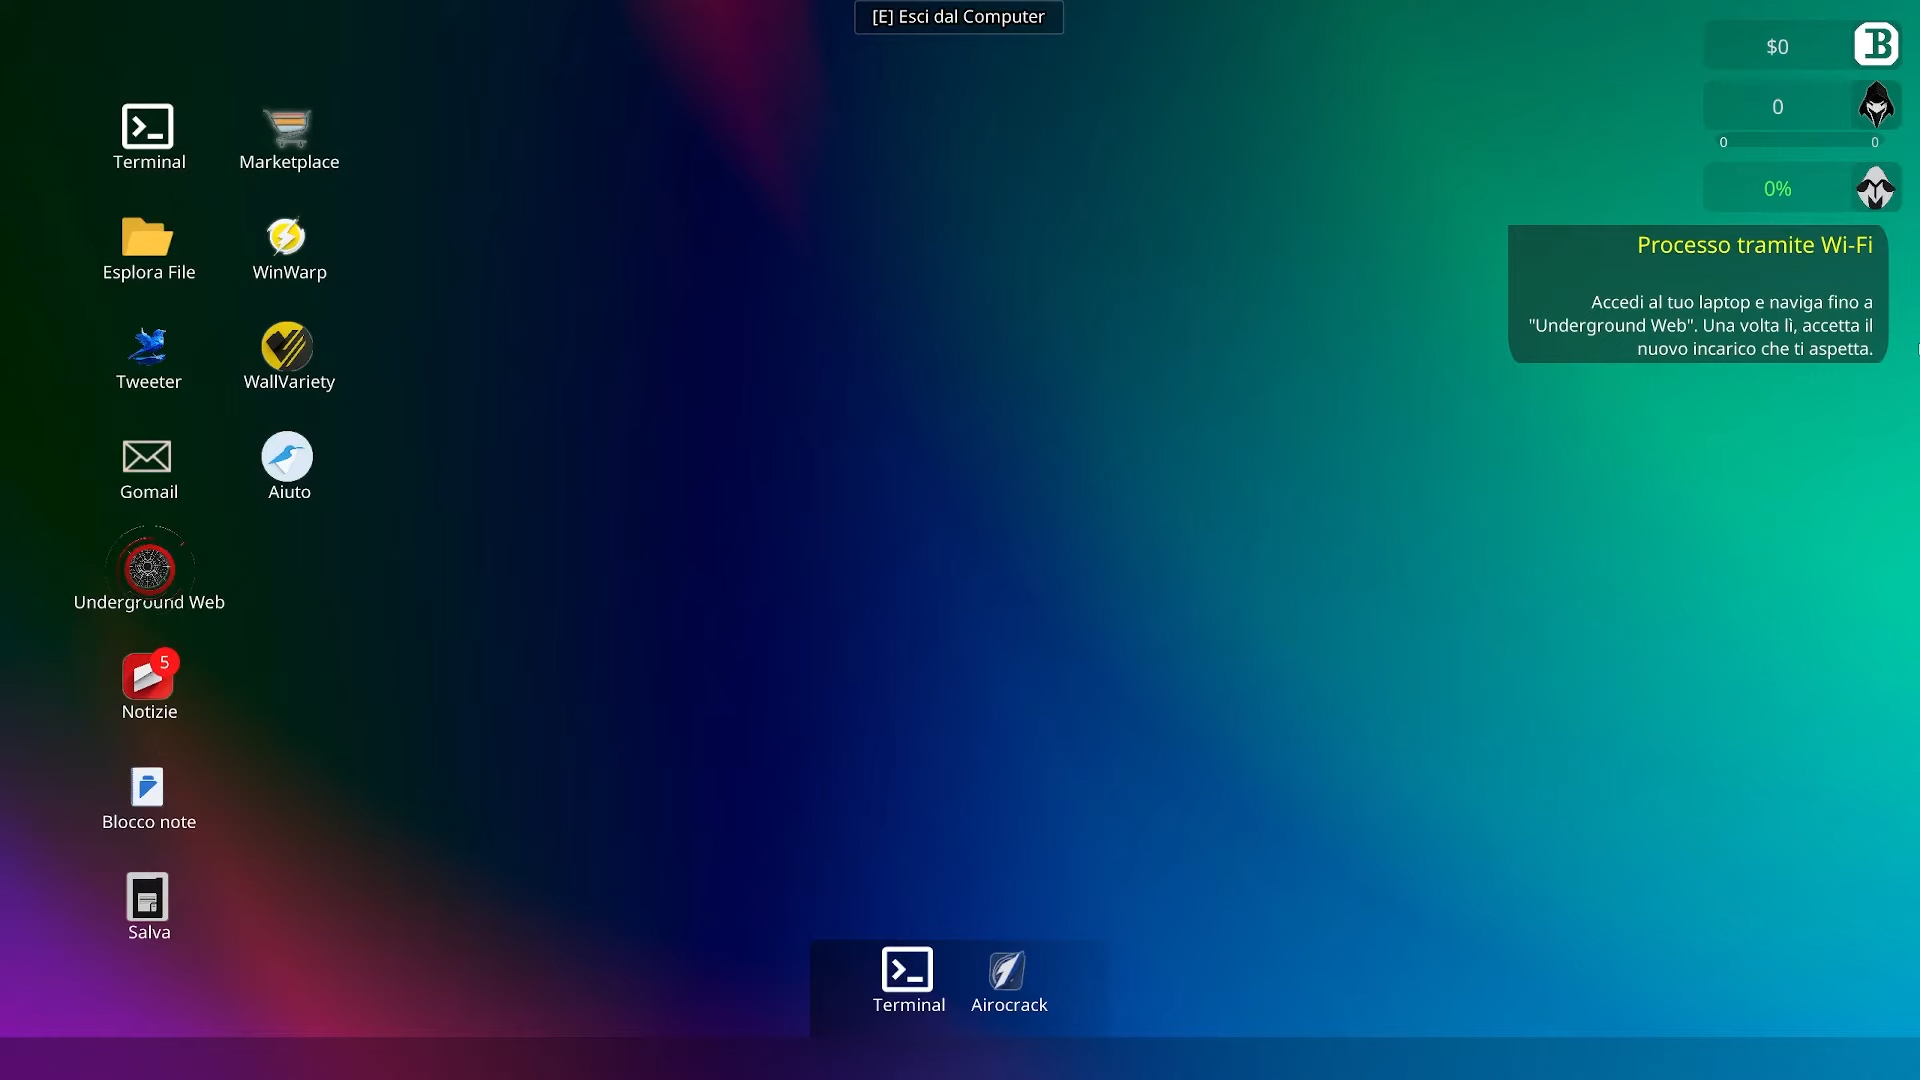 [E] Esci dal Computer
$0
B
0
0 0
0%
Processo tramite Wi-Fi
Accedi al tuo laptop e naviga fino a
"Underground Web". Una volta lì, accetta il
nuovo incarico che ti aspetta.
Terminal
Marketplace
Esplora File
WinWarp
Tweeter
WallVariety
Gomail
Aiuto
Underground Web
5
Notizie
Blocco note
Salva
Terminal
Airocrack